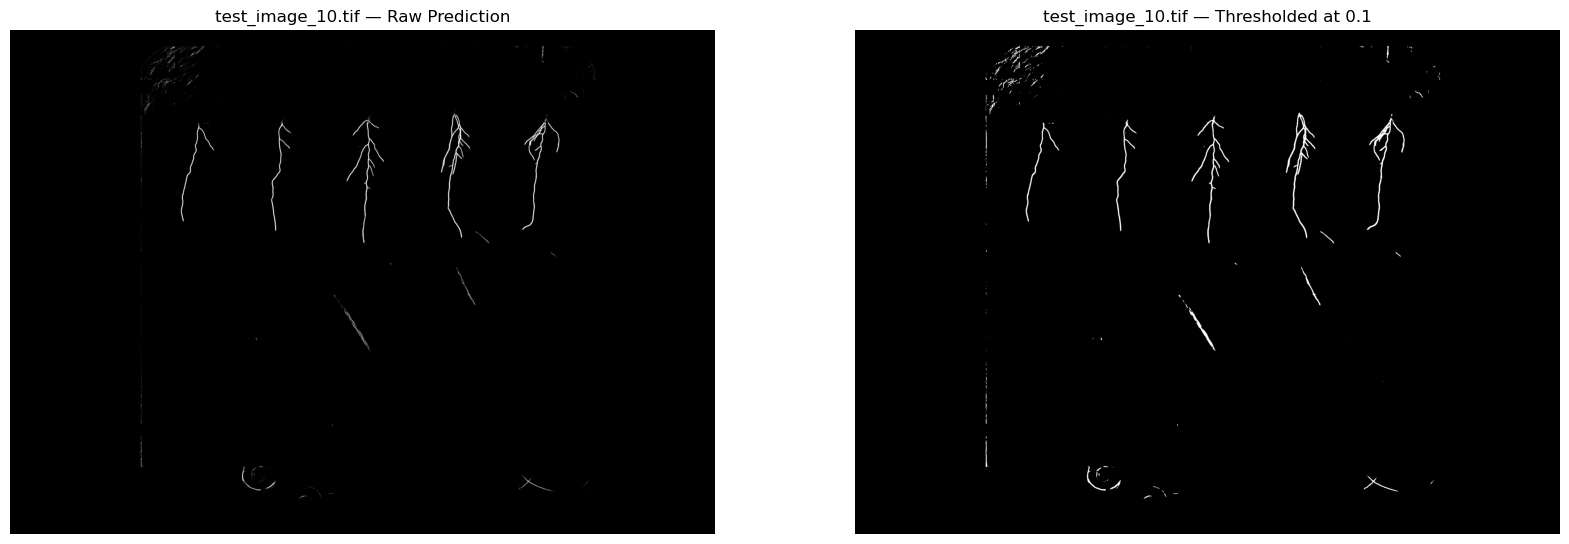 test_image_10.tif — Raw Prediction
test_image_10.tif — Thresholded at 0.1